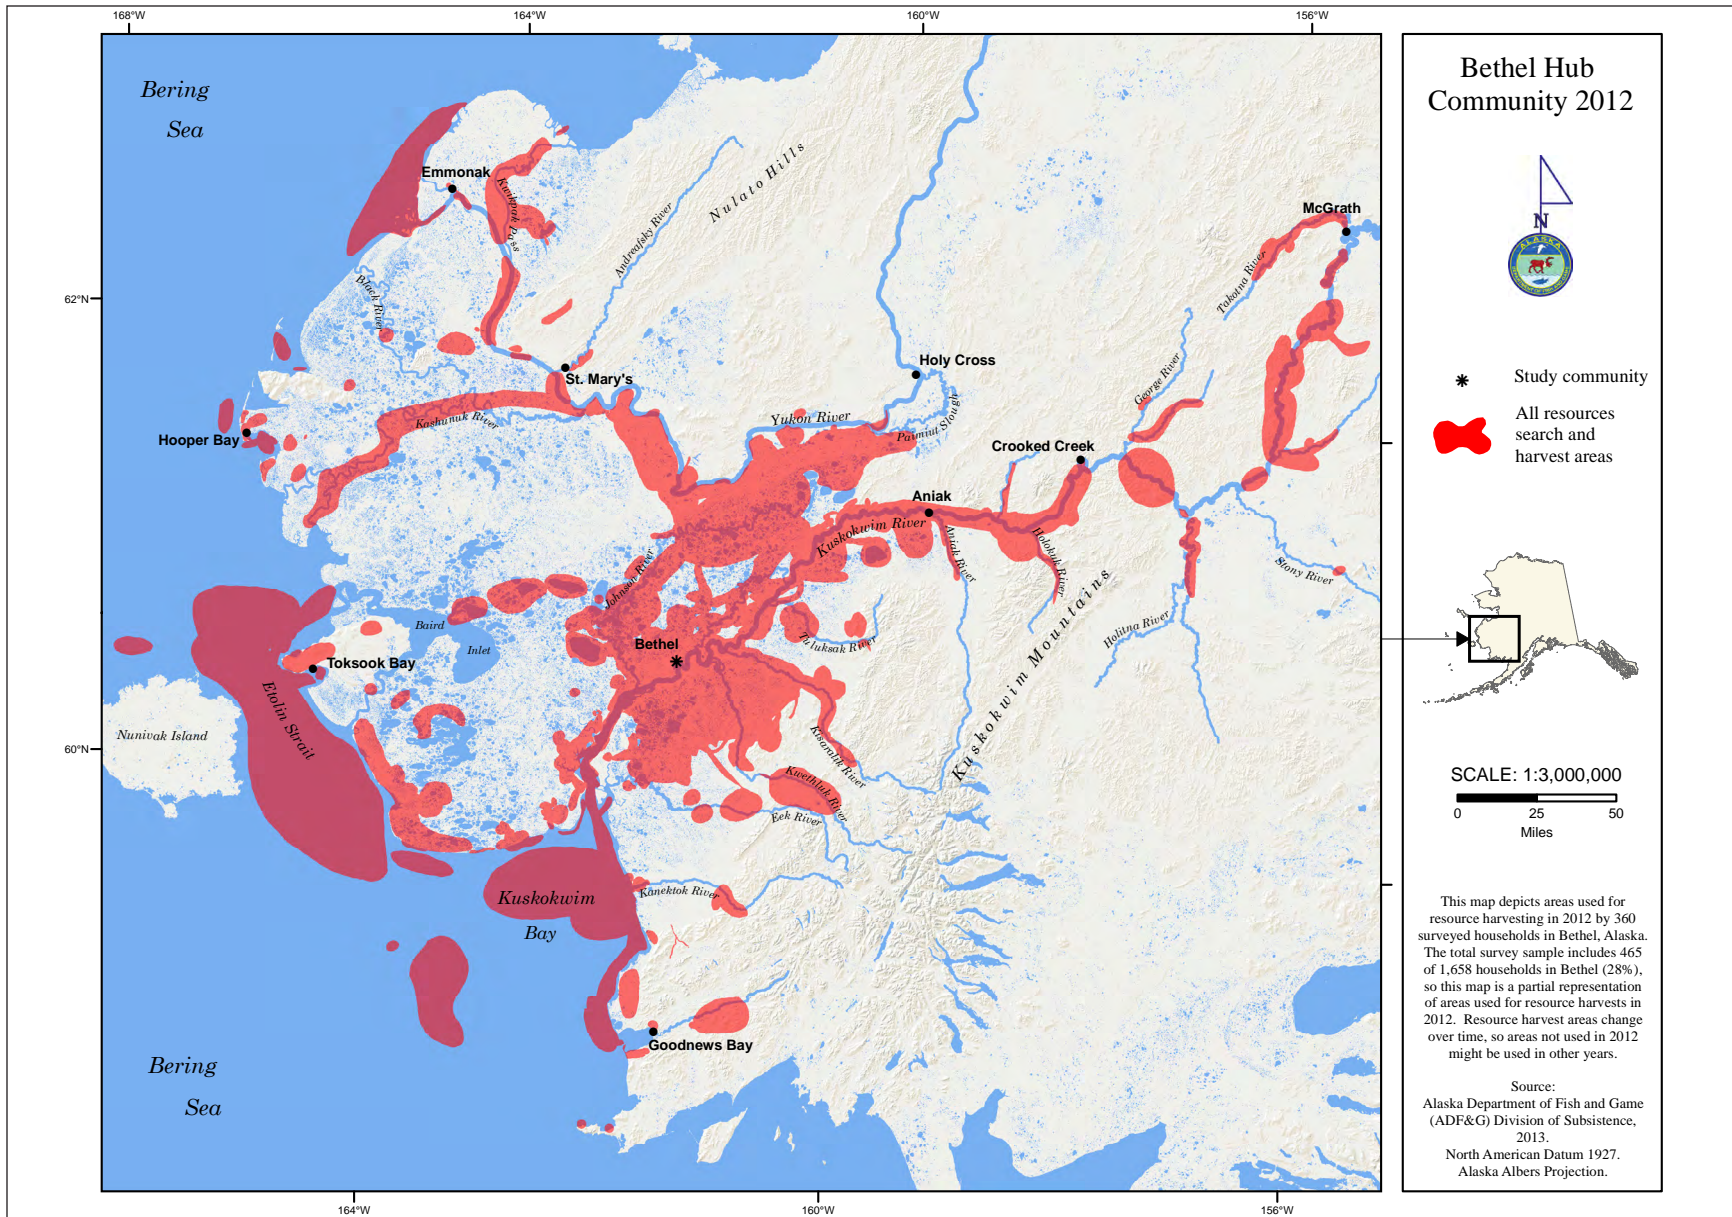 168°W
164°W
160°W
156°W
Bering
Sea
Emmonak
Kwikpak Pass
Andreafsky River
Nulato Hills
McGrath
Takotna River
62°N
Black River
George River
St. Mary's
Holy Cross
Hooper Bay
Kashunuk River
Yukon River
Paimiut Slough
Crooked Creek
Aniak
Kuskokwim River
Aniak River
Holokuk River
Stony River
Johnson River
Holitna River
Baird
Inlet
Bethel
Tuluksak River
Toksook Bay
Etolin Strait
Kuskokwim Mountains
Nunivak Island
60°N
Kisaralik River
Kwethluk River
Eek River
Kanektok River
Kuskokwim
Bay
Goodnews Bay
Bering
Sea
164°W
160°W
156°W
Bethel Hub
Community 2012
N
ALASKA
Study community
All resources
search and
harvest areas
SCALE: 1:3,000,000
0 25 50
Miles
This map depicts areas used for
resource harvesting in 2012 by 360
surveyed households in Bethel, Alaska.
The total survey sample includes 465
of 1,658 households in Bethel (28%),
so this map is a partial representation
of areas used for resource harvests in
2012. Resource harvest areas change
over time, so areas not used in 2012
might be used in other years.
Source:
Alaska Department of Fish and Game
(ADF&G) Division of Subsistence,
2013.
North American Datum 1927.
Alaska Albers Projection.